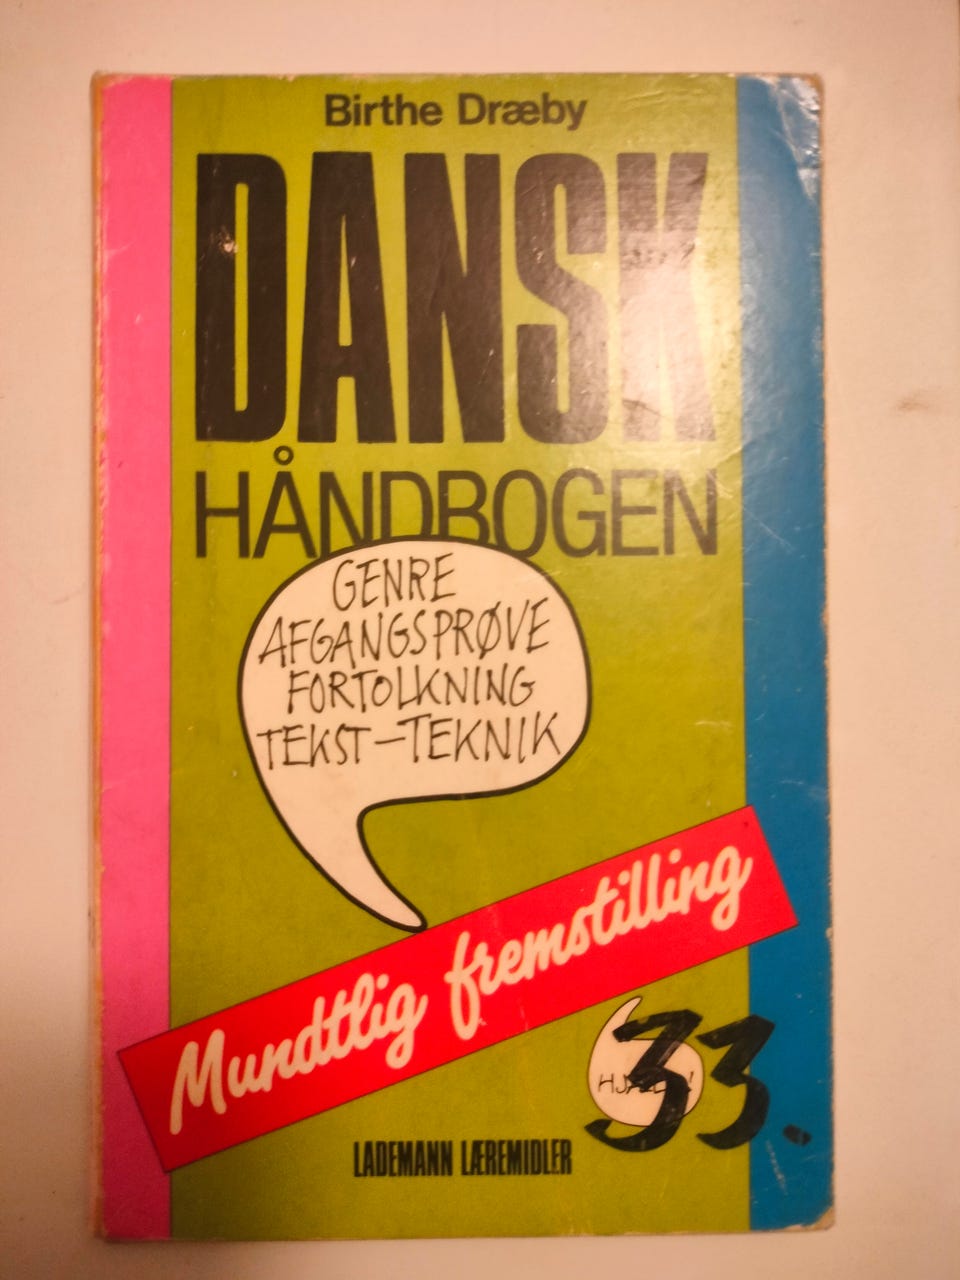 Birthe Dræby
DANSK
HÅNDBOGEN
GENRE
AFGANGSPRØVE
FORTOLKNING
TEKST-TEKNIK
Mundtlig fremstilling
33.
LADEMANN LÆREMIDLER